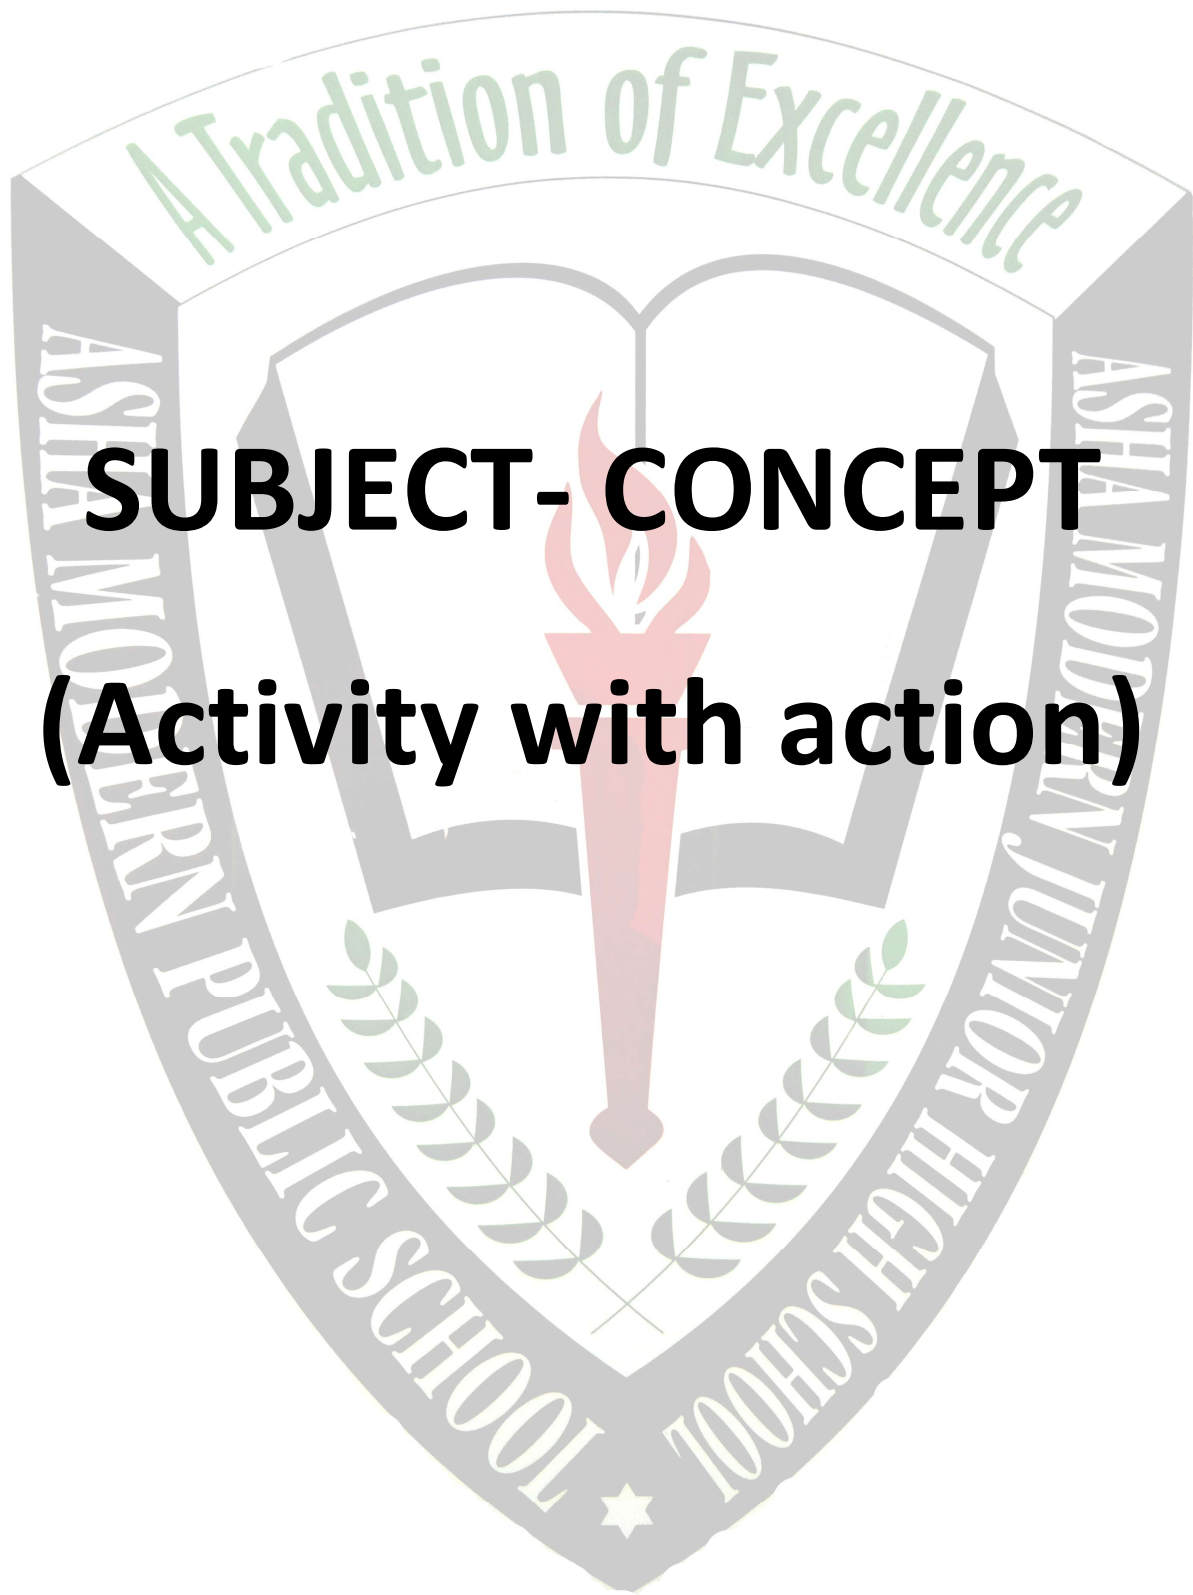 A Tradition of Excellence
SUBJECT- CONCEPT
(Activity with action)
ASHA MODERN PUBLIC SCHOOL
ASHA MODERN JUNIOR HIGH SCHOOL